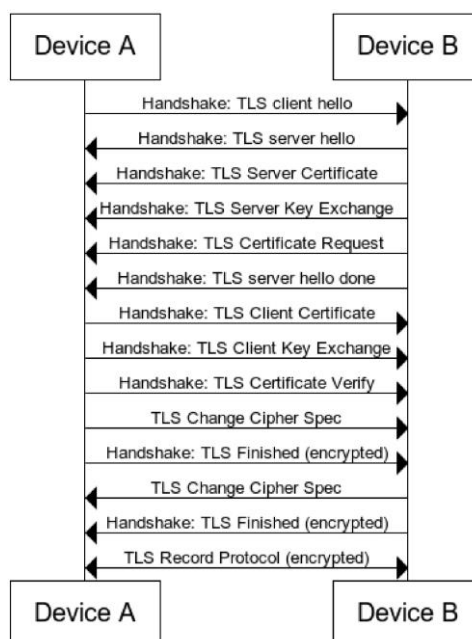 Device A
Device B
Handshake: TLS client hello
Handshake: TLS server hello
Handshake: TLS Server Certificate
Handshake: TLS Server Key Exchange
Handshake: TLS Certificate Request
Handshake: TLS server hello done
Handshake: TLS Client Certificate
Handshake: TLS Client Key Exchange
Handshake: TLS Certificate Verify
TLS Change Cipher Spec
Handshake: TLS Finished (encrypted)
TLS Change Cipher Spec
Handshake: TLS Finished (encrypted)
TLS Record Protocol (encrypted)
Device A
Device B